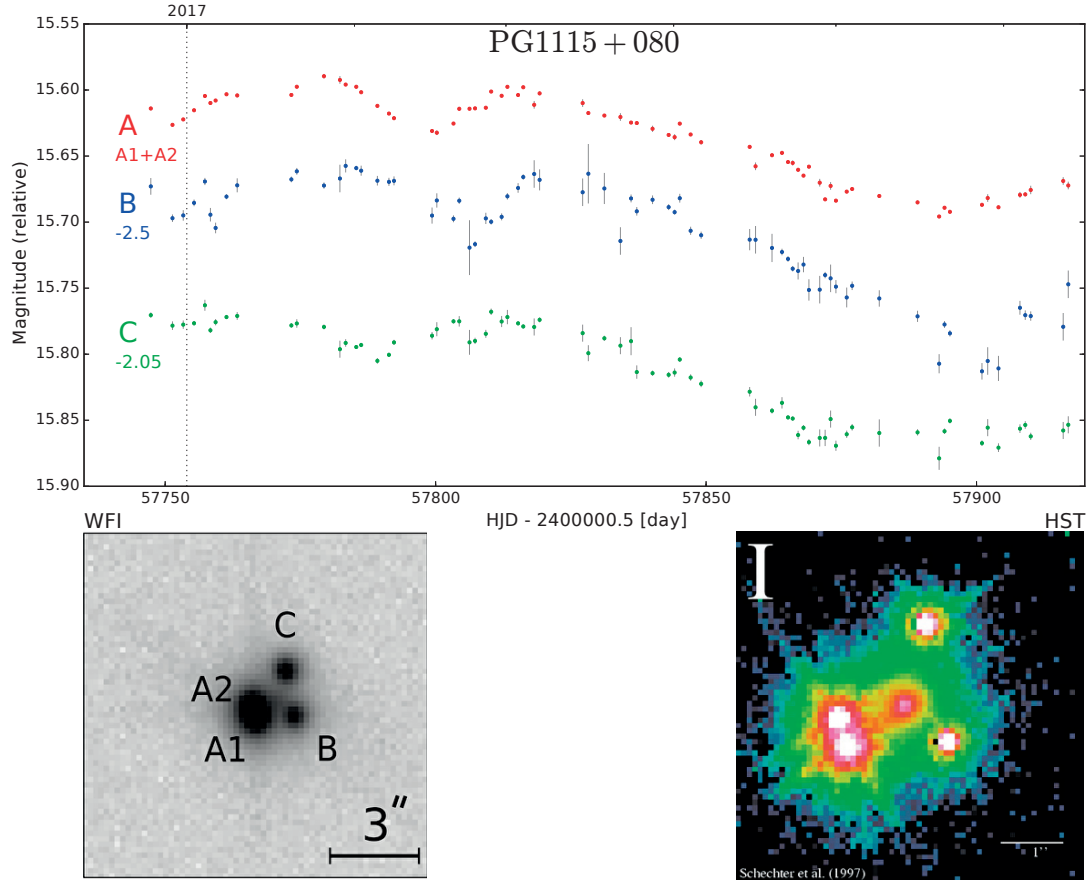 2017
PG1115+080
15.55
15.60
15.65
15.70
15.75
15.80
15.85
15.90
Magnitude (relative)
A
A1+A2
B
-2.5
C
-2.05
57750
57800
57850
57900
HJD - 2400000.5 [day]
WFI
HST
C
A2
A1
B
3"
I
1"
Schechter et al. (1997)